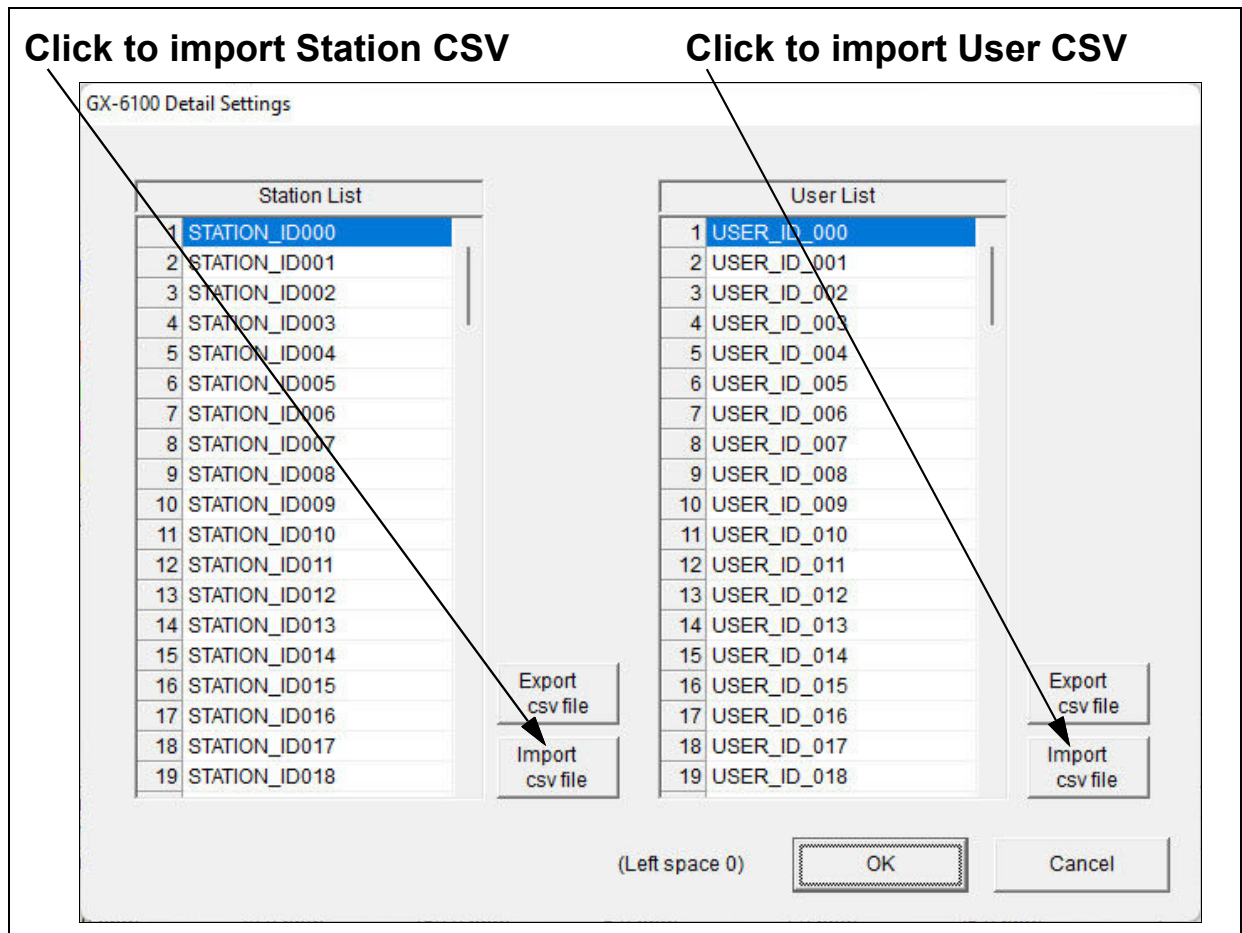 Click to import Station CSV
Click to import User CSV
GX-6100 Detail Settings
Station List
1 STATION_ID000
2 STATION_ID001
3 STATION_ID002
4 STATION_ID003
5 STATION_ID004
6 STATION_ID005
7 STATION_ID006
8 STATION_ID007
9 STATION_ID008
10 STATION_ID009
11 STATION_ID010
12 STATION_ID011
13 STATION_ID012
14 STATION_ID013
15 STATION_ID014
16 STATION_ID015
17 STATION_ID016
18 STATION_ID017
19 STATION_ID018
Export
csv file
Import
csv file
User List
1 USER_ID_000
2 USER_ID_001
3 USER_ID_002
4 USER_ID_003
5 USER_ID_004
6 USER_ID_005
7 USER_ID_006
8 USER_ID_007
9 USER_ID_008
10 USER_ID_009
11 USER_ID_010
12 USER_ID_011
13 USER_ID_012
14 USER_ID_013
15 USER_ID_014
16 USER_ID_015
17 USER_ID_016
18 USER_ID_017
19 USER_ID_018
Export
csv file
Import
csv file
(Left space 0)
OK
Cancel